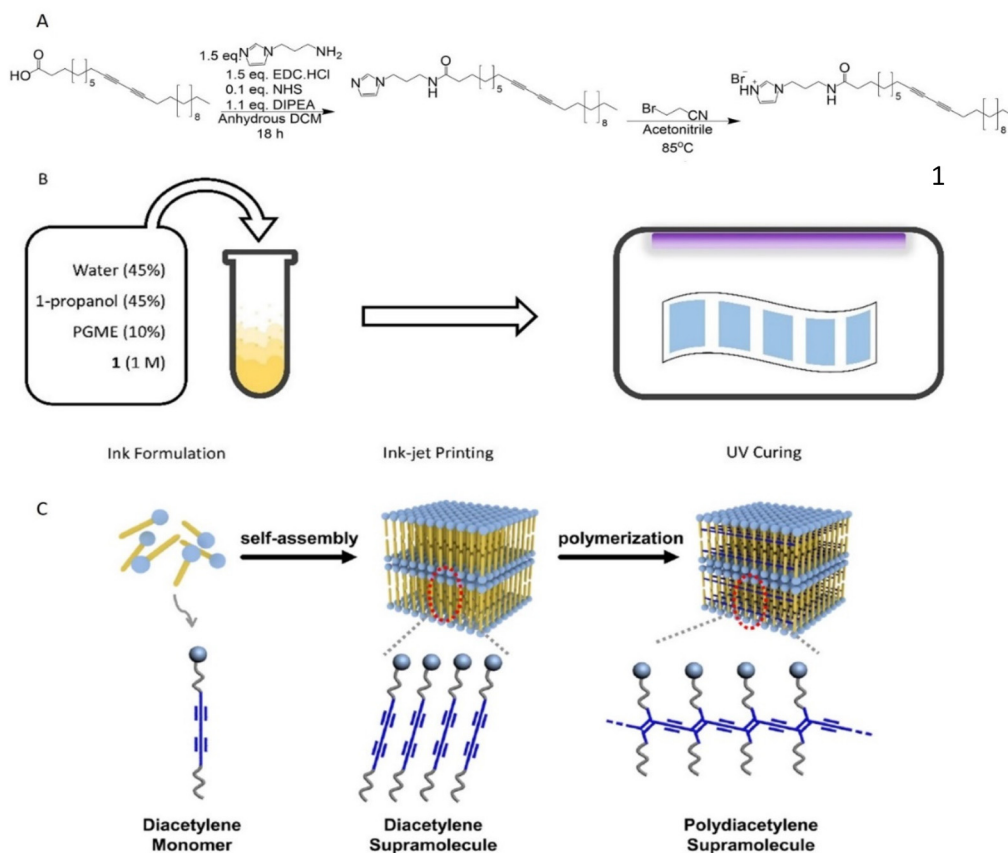 A
O
HO
5
8
1.5 eq. N N NH2
1.5 eq. EDC.HCl
0.1 eq. NHS
1.1 eq. DIPEA
Anhydrous DCM
18 h
N N N H O
5
8
Br CN
Acetonitrile
85°C
Br-
HN+ N N H O
5
8
1
B
Water (45%)
1-propanol (45%)
PGME (10%)
1 (1 M)
Ink Formulation
Ink-jet Printing
UV Curing
C
self-assembly
polymerization
Diacetylene
Monomer
Diacetylene
Supramolecule
Polydiacetylene
Supramolecule